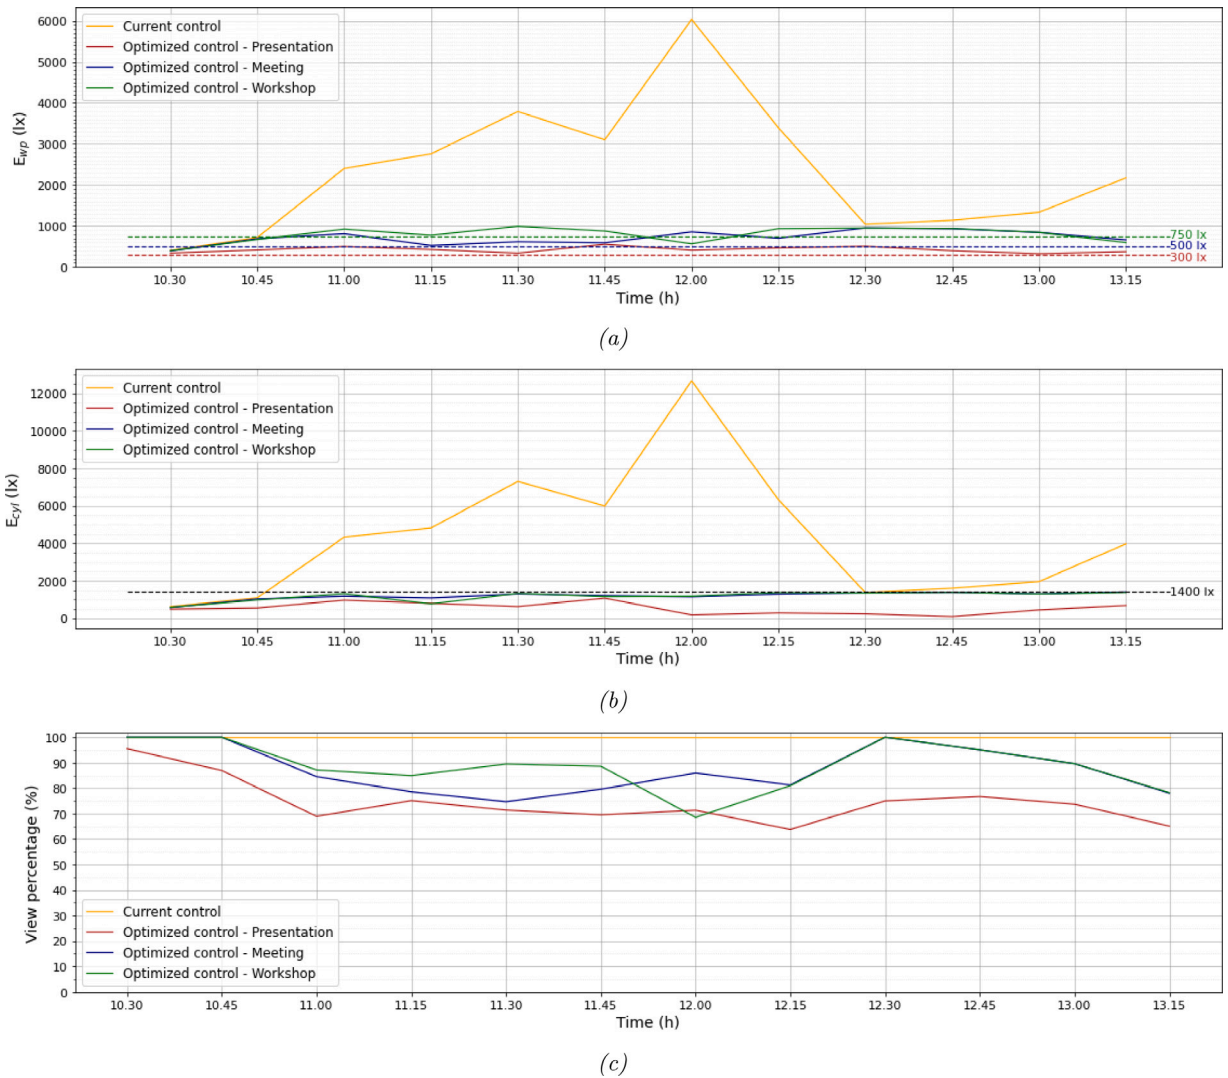 Current control
Optimized control - Presentation
Optimized control - Meeting
Optimized control - Workshop
6000
5000
4000
3000
2000
1000
0
E_wp (lx)
750 lx
500 lx
300 lx
10.30 10.45 11.00 11.15 11.30 11.45 12.00 12.15 12.30 12.45 13.00 13.15
Time (h)
(a)
Current control
Optimized control - Presentation
Optimized control - Meeting
Optimized control - Workshop
12000
10000
8000
6000
4000
2000
0
E_cyl (lx)
1400 lx
10.30 10.45 11.00 11.15 11.30 11.45 12.00 12.15 12.30 12.45 13.00 13.15
Time (h)
(b)
100
90
80
70
60
50
40
30
20
10
0
View percentage (%)
Current control
Optimized control - Presentation
Optimized control - Meeting
Optimized control - Workshop
10.30 10.45 11.00 11.15 11.30 11.45 12.00 12.15 12.30 12.45 13.00 13.15
Time (h)
(c)